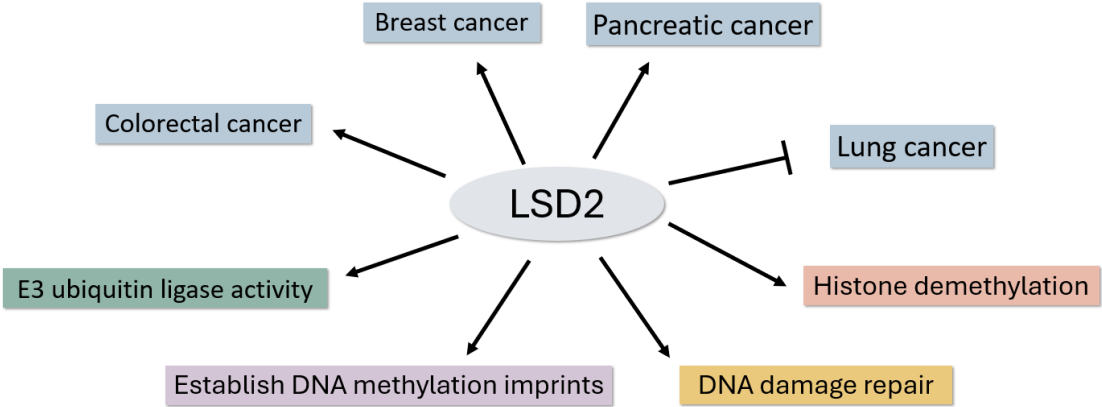 Breast cancer
Pancreatic cancer
Colorectal cancer
Lung cancer
LSD2
E3 ubiquitin ligase activity
Histone demethylation
Establish DNA methylation imprints
DNA damage repair